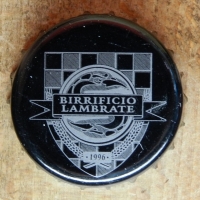 BIRRIFICIO
LAMBRATE
· 1996 ·